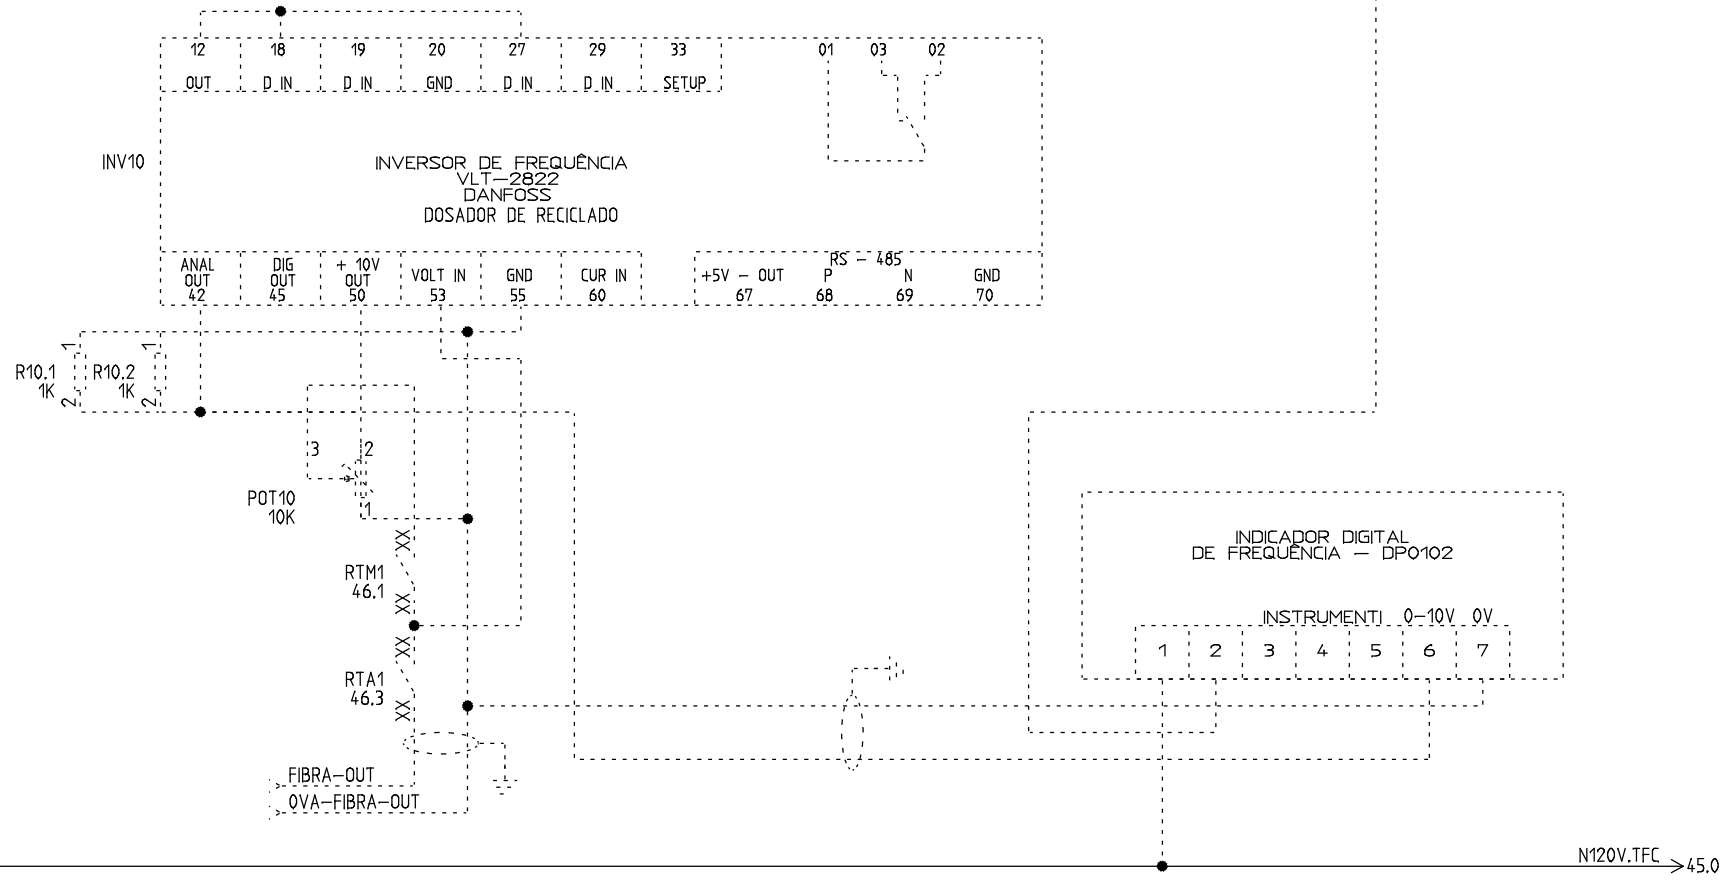 12 18 19 20 27 29 33 01 03 02
OUT D IN D IN GND D IN D IN SETUP
INV10
INVERSOR DE FREQUÊNCIA
VLT-2822
DANFOSS
DOSADOR DE RECICLADO
ANAL OUT 42
DIG OUT 45
+ 10V OUT 50
VOLT IN 53
GND 55
CUR IN 60
RS - 485
+5V - OUT P N GND
67 68 69 70
1 1
R10.1 R10.2
1K 1K
2 2
3 2
POT10
10K
1
XX
RTM1
46.1
XX
XX
RTA1
46.3
XX
INDICADOR DIGITAL
DE FREQUÊNCIA - DP0102
INSTRUMENTI 0-10V 0V
1 2 3 4 5 6 7
FIBRA-OUT
0VA-FIBRA-OUT
N120V.TFC
45.0